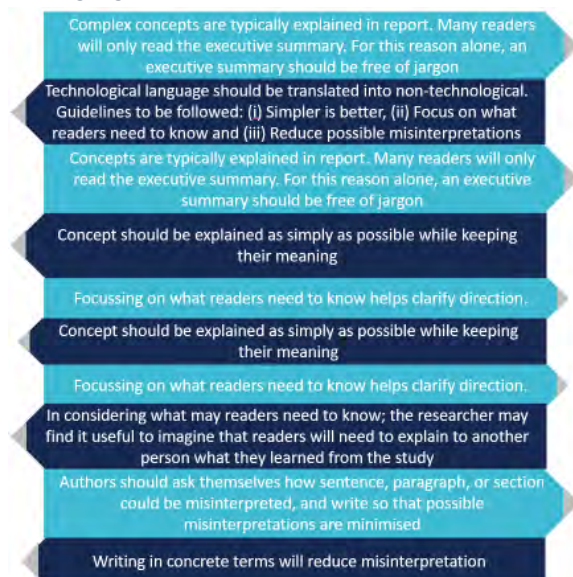 Complex concepts are typically explained in report. Many readers
will only read the executive summary. For this reason alone, an
executive summary should be free of jargon
Technological language should be translated into non-technological.
Guidelines to be followed: (i) Simpler is better, (ii) Focus on what
readers need to know and (iii) Reduce possible misinterpretations
Concepts are typically explained in report. Many readers will only
read the executive summary. For this reason alone, an executive
summary should be free of jargon
Concept should be explained as simply as possible while keeping
their meaning
Focussing on what readers need to know helps clarify direction.
Concept should be explained as simply as possible while keeping
their meaning
Focussing on what readers need to know helps clarify direction.
In considering what may readers need to know; the researcher may
find it useful to imagine that readers will need to explain to another
person what they learned from the study
Authors should ask themselves how sentence, paragraph, or section
could be misinterpreted, and write so that possible
misinterpretations are minimised
Writing in concrete terms will reduce misinterpretation